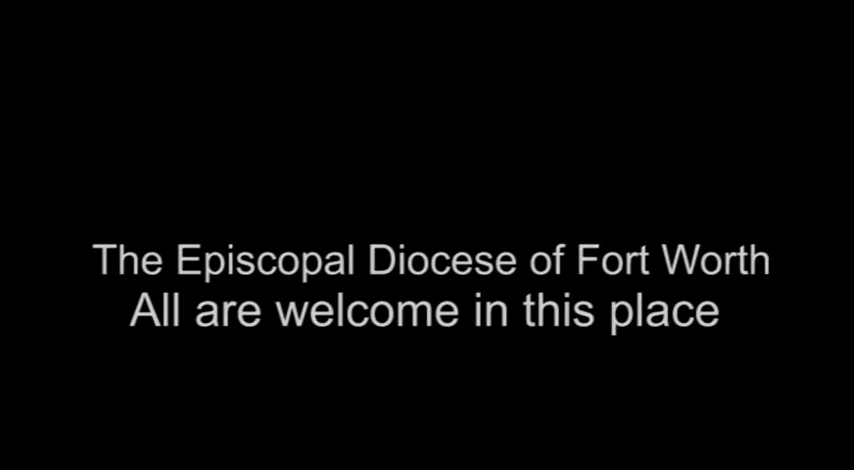 The Episcopal Diocese of Fort Worth
All are welcome in this place